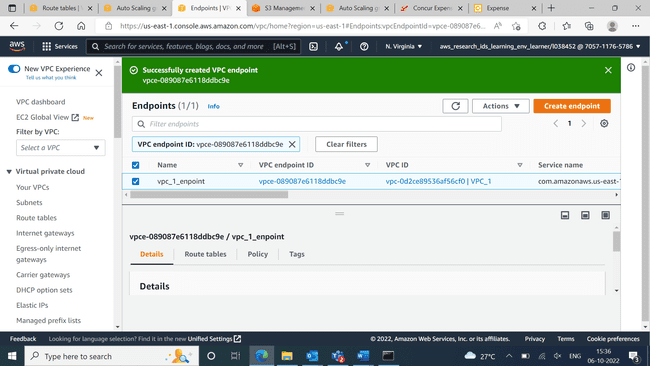 Route tables |
Auto Scaling g
Endpoints | VPC
S3 Managemen
Auto Scaling g
Concur Expens
Expense
https://us-east-1.console.aws.amazon.com/vpc/home?region=us-east-1#Endpoints:vpcEndpointId=vpce-089087e6118ddbc9e
aws
Services
Search for services, features, blogs, docs, and more
[Alt+S]
N. Virginia
aws_research_ids_learning_env_learner/l038452 @ 7057-1176-5786
New VPC Experience
Tell us what you think
VPC dashboard
EC2 Global View
New
Filter by VPC:
Select a VPC
Virtual private cloud
Your VPCs
Subnets
Route tables
Internet gateways
Egress-only internet
gateways
Carrier gateways
DHCP option sets
Elastic IPs
Managed prefix lists
Successfully created VPC endpoint
vpce-089087e6118ddbc9e
Endpoints (1/1)
Info
Actions
Create endpoint
Filter endpoints
1
VPC endpoint ID: vpce-089087e6118ddbc9e
Clear filters
Name
VPC endpoint ID
VPC ID
Service name
vpc_1_enpoint
vpce-089087e6118ddbc9e
vpc-0d2ce89536af56cf0 | VPC_1
com.amazonaws.us-east-1
vpce-089087e6118ddbc9e / vpc_1_enpoint
Details
Route tables
Policy
Tags
Details
Feedback
Looking for language selection? Find it in the new Unified Settings
© 2022, Amazon Web Services, Inc. or its affiliates.
Privacy
Terms
Cookie preferences
Type here to search
27°C
ENG
15:36
06-10-2022